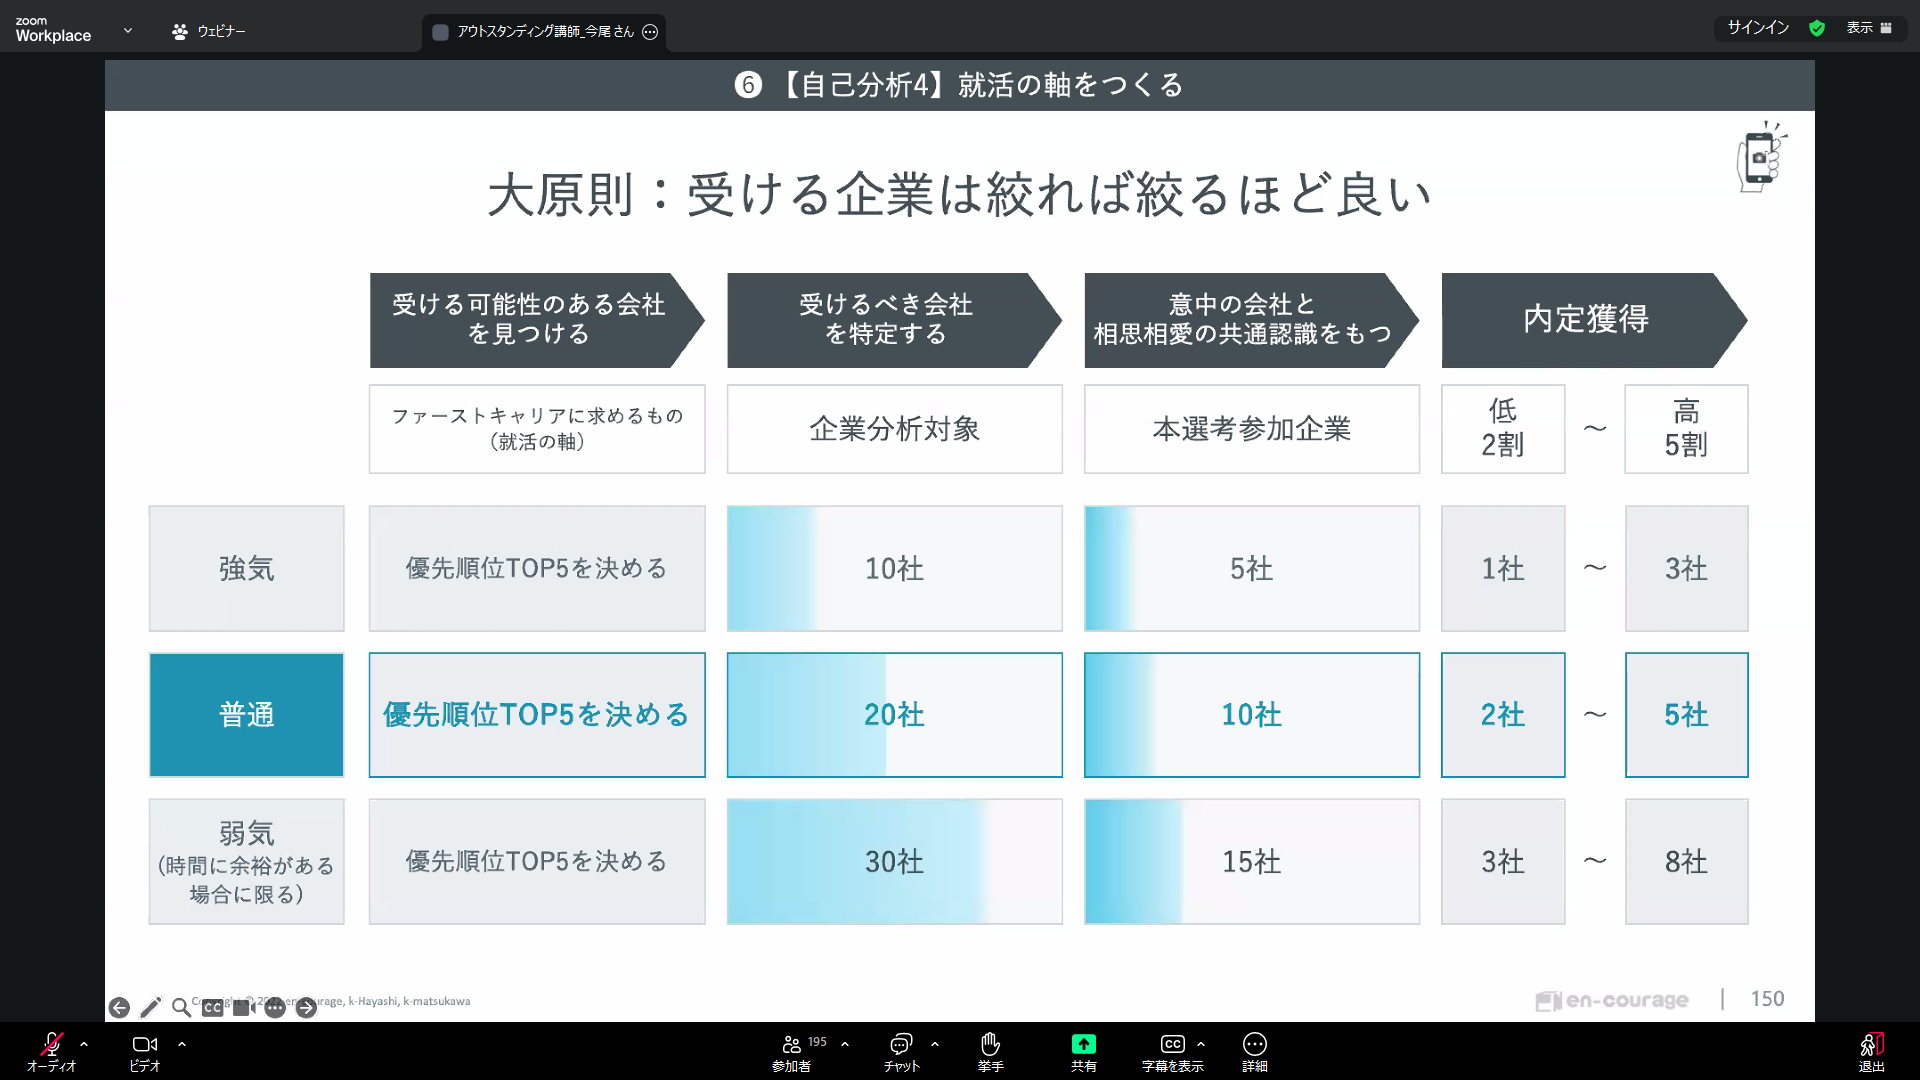 zoom
Workplace
ウェビナー
アウトスタンディング講師_今尾 さん
サインイン
表示
❻ 【自己分析4】就活の軸をつくる
大原則：受ける企業は絞れば絞るほど良い
受ける可能性のある会社
を見つける
受けるべき会社
を特定する
意中の会社と
相思相愛の共通認識をもつ
内定獲得
ファーストキャリアに求めるもの
（就活の軸）
企業分析対象
本選考参加企業
低
2割
～
高
5割
強気
優先順位TOP5を決める
10社
5社
1社
～
3社
普通
優先順位TOP5を決める
20社
10社
2社
～
5社
弱気
(時間に余裕がある
場合に限る)
優先順位TOP5を決める
30社
15社
3社
～
8社
Copyright © 2022 en-courage, k-Hayashi, k-matsukawa
en-courage
150
オーディオ
ビデオ
195
参加者
チャット
挙手
共有
CC
字幕を表示
詳細
退出